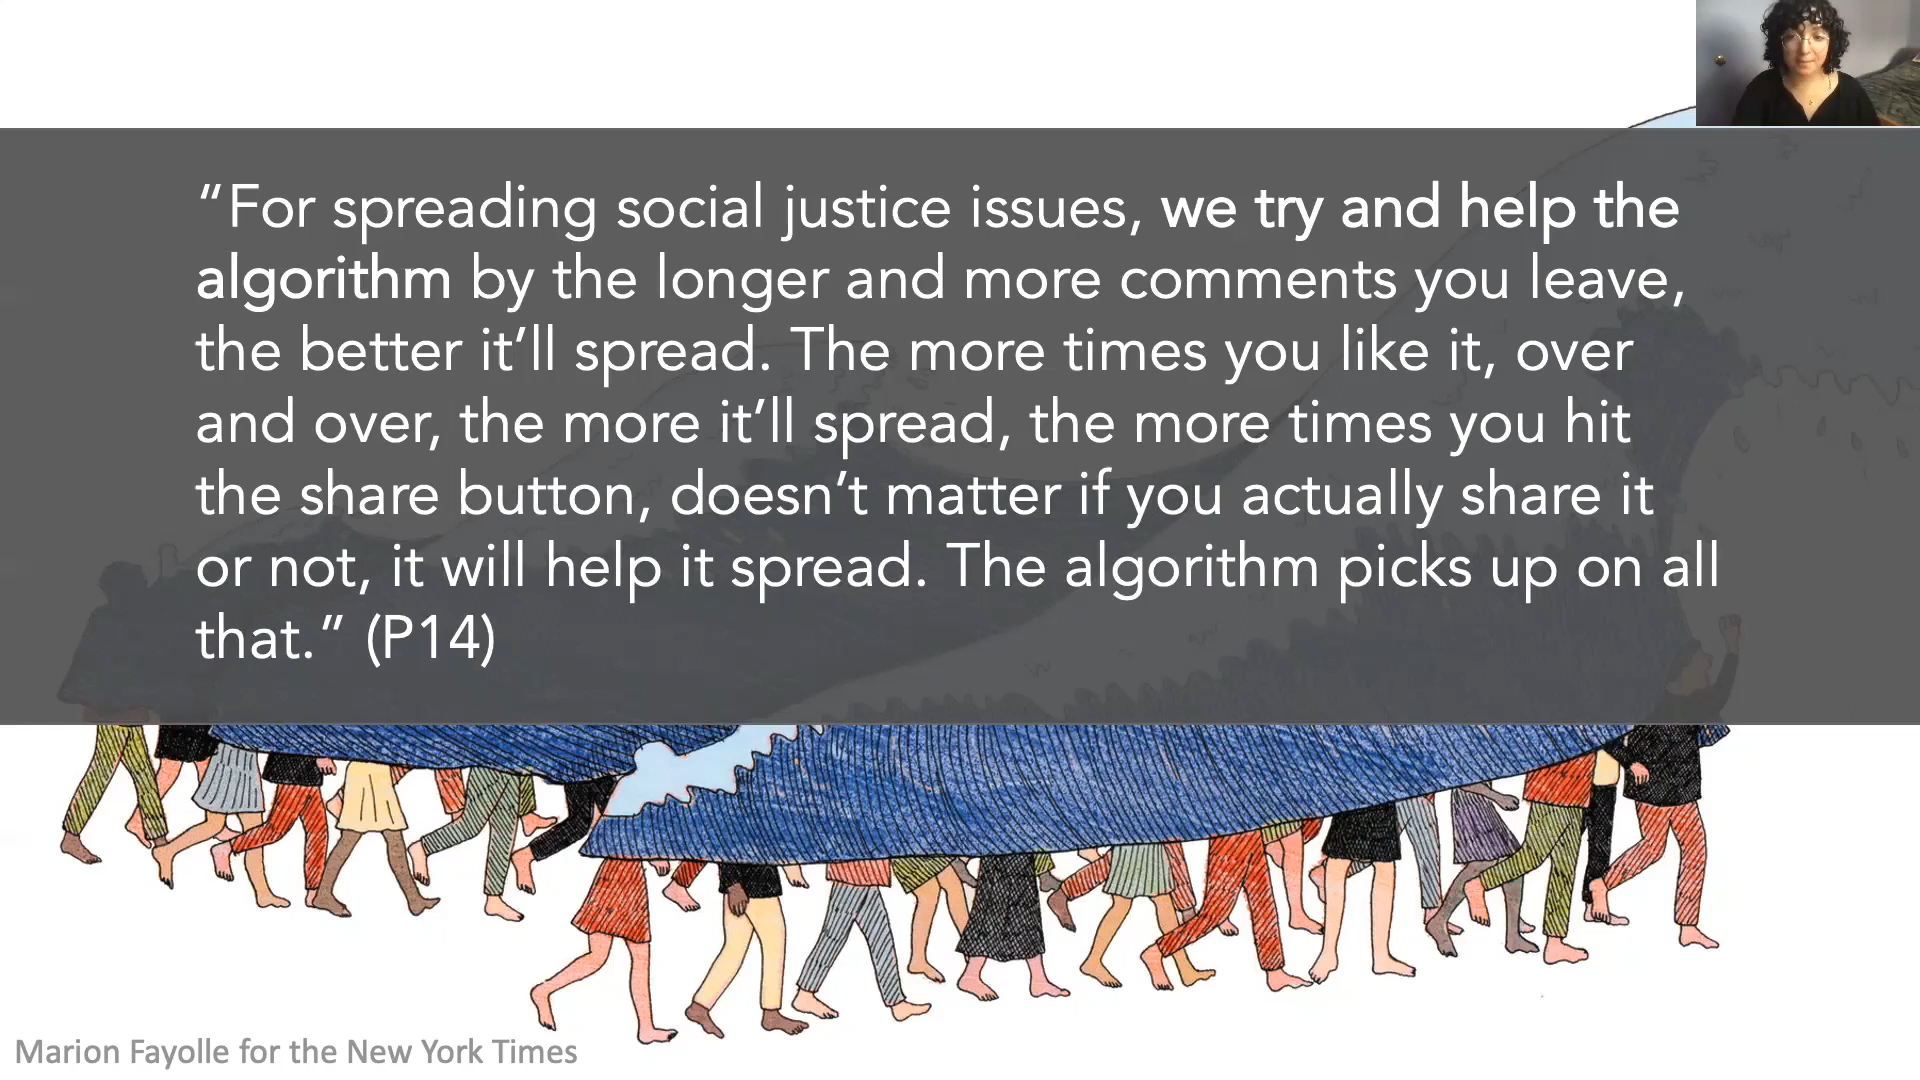 “For spreading social justice issues, we try and help the
algorithm by the longer and more comments you leave,
the better it’ll spread. The more times you like it, over
and over, the more it’ll spread, the more times you hit
the share button, doesn’t matter if you actually share it
or not, it will help it spread. The algorithm picks up on all
that.” (P14)
Marion Fayolle for the New York Times